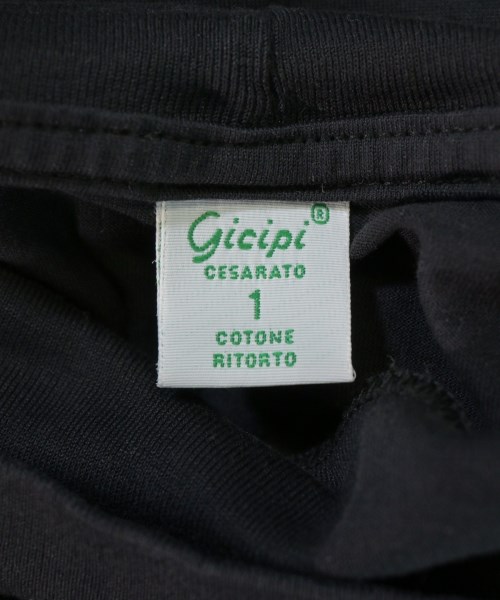 Gicipi®
CESARATO
1
COTONE
RITORTO